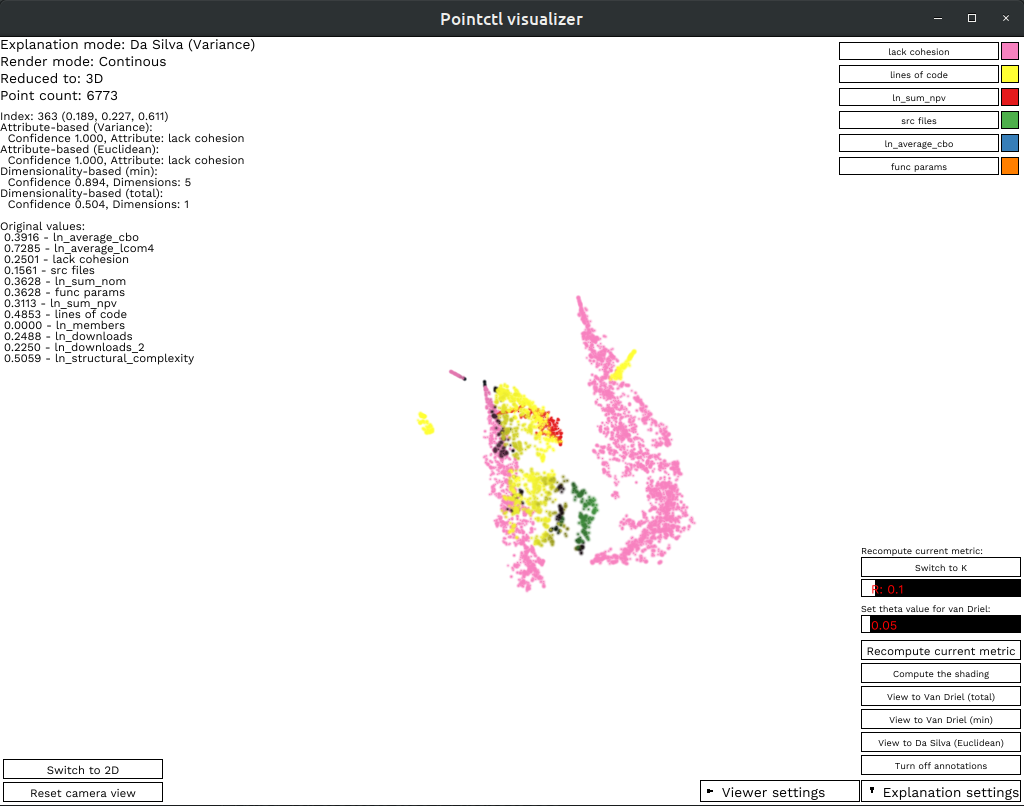 Pointctl visualizer
Explanation mode: Da Silva (Variance)
Render mode: Continous
Reduced to: 3D
Point count: 6773
Index: 363 (0.189, 0.227, 0.611)
Attribute-based (Variance):
Confidence 1.000, Attribute: lack cohesion
Attribute-based (Euclidean):
Confidence 1.000, Attribute: lack cohesion
Dimensionality-based (min):
Confidence 0.894, Dimensions: 5
Dimensionality-based (total):
Confidence 0.504, Dimensions: 1
Original values:
0.3916 - ln_average_cbo
0.7285 - ln_average_lcom4
0.2501 - lack cohesion
0.1561 - src files
0.3628 - ln_sum_nom
0.3628 - func params
0.3113 - ln_sum_npv
0.4853 - lines of code
0.0000 - ln_members
0.2488 - ln_downloads
0.2250 - ln_downloads_2
0.5059 - ln_structural_complexity
lack cohesion
lines of code
ln_sum_npv
src files
ln_average_cbo
func params
Recompute current metric:
Switch to K
R: 0.1
Set theta value for van Driel:
0.05
Recompute current metric
Compute the shading
View to Van Driel (total)
View to Van Driel (min)
View to Da Silva (Euclidean)
Turn off annotations
Switch to 2D
Reset camera view
Viewer settings
Explanation settings